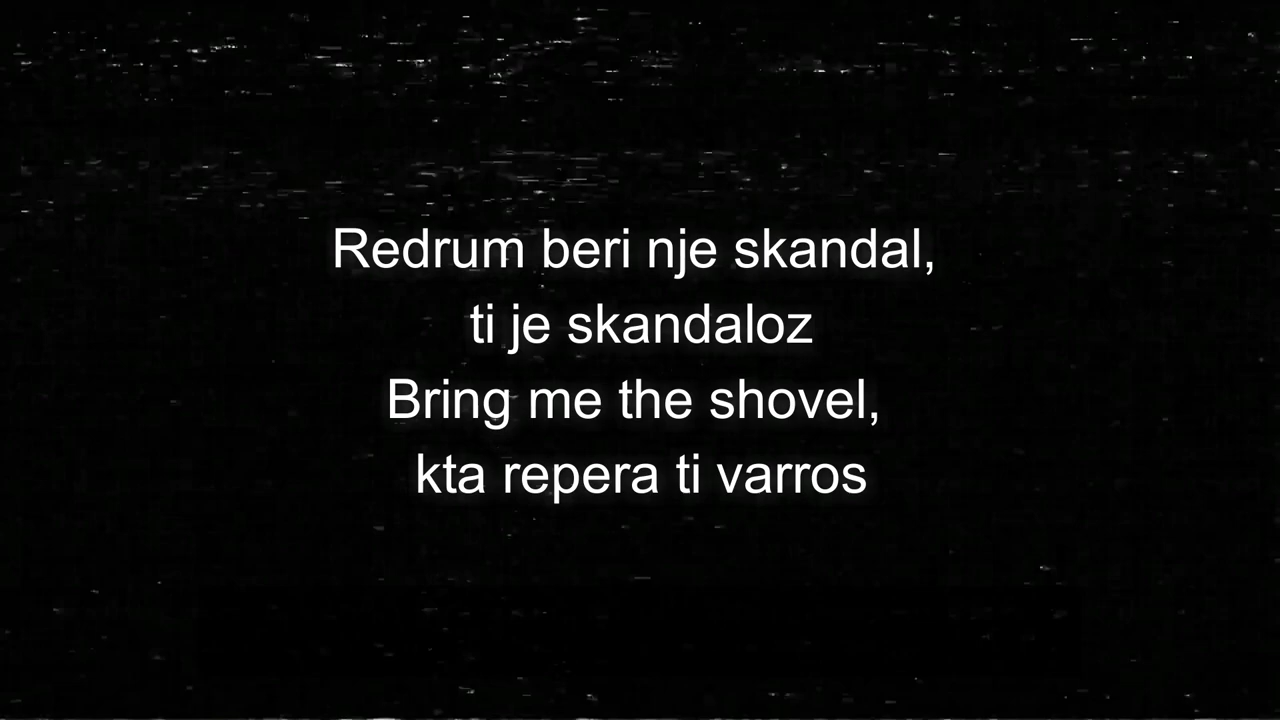 Redrum beri nje skandal,
ti je skandaloz
Bring me the shovel,
kta repera ti varros